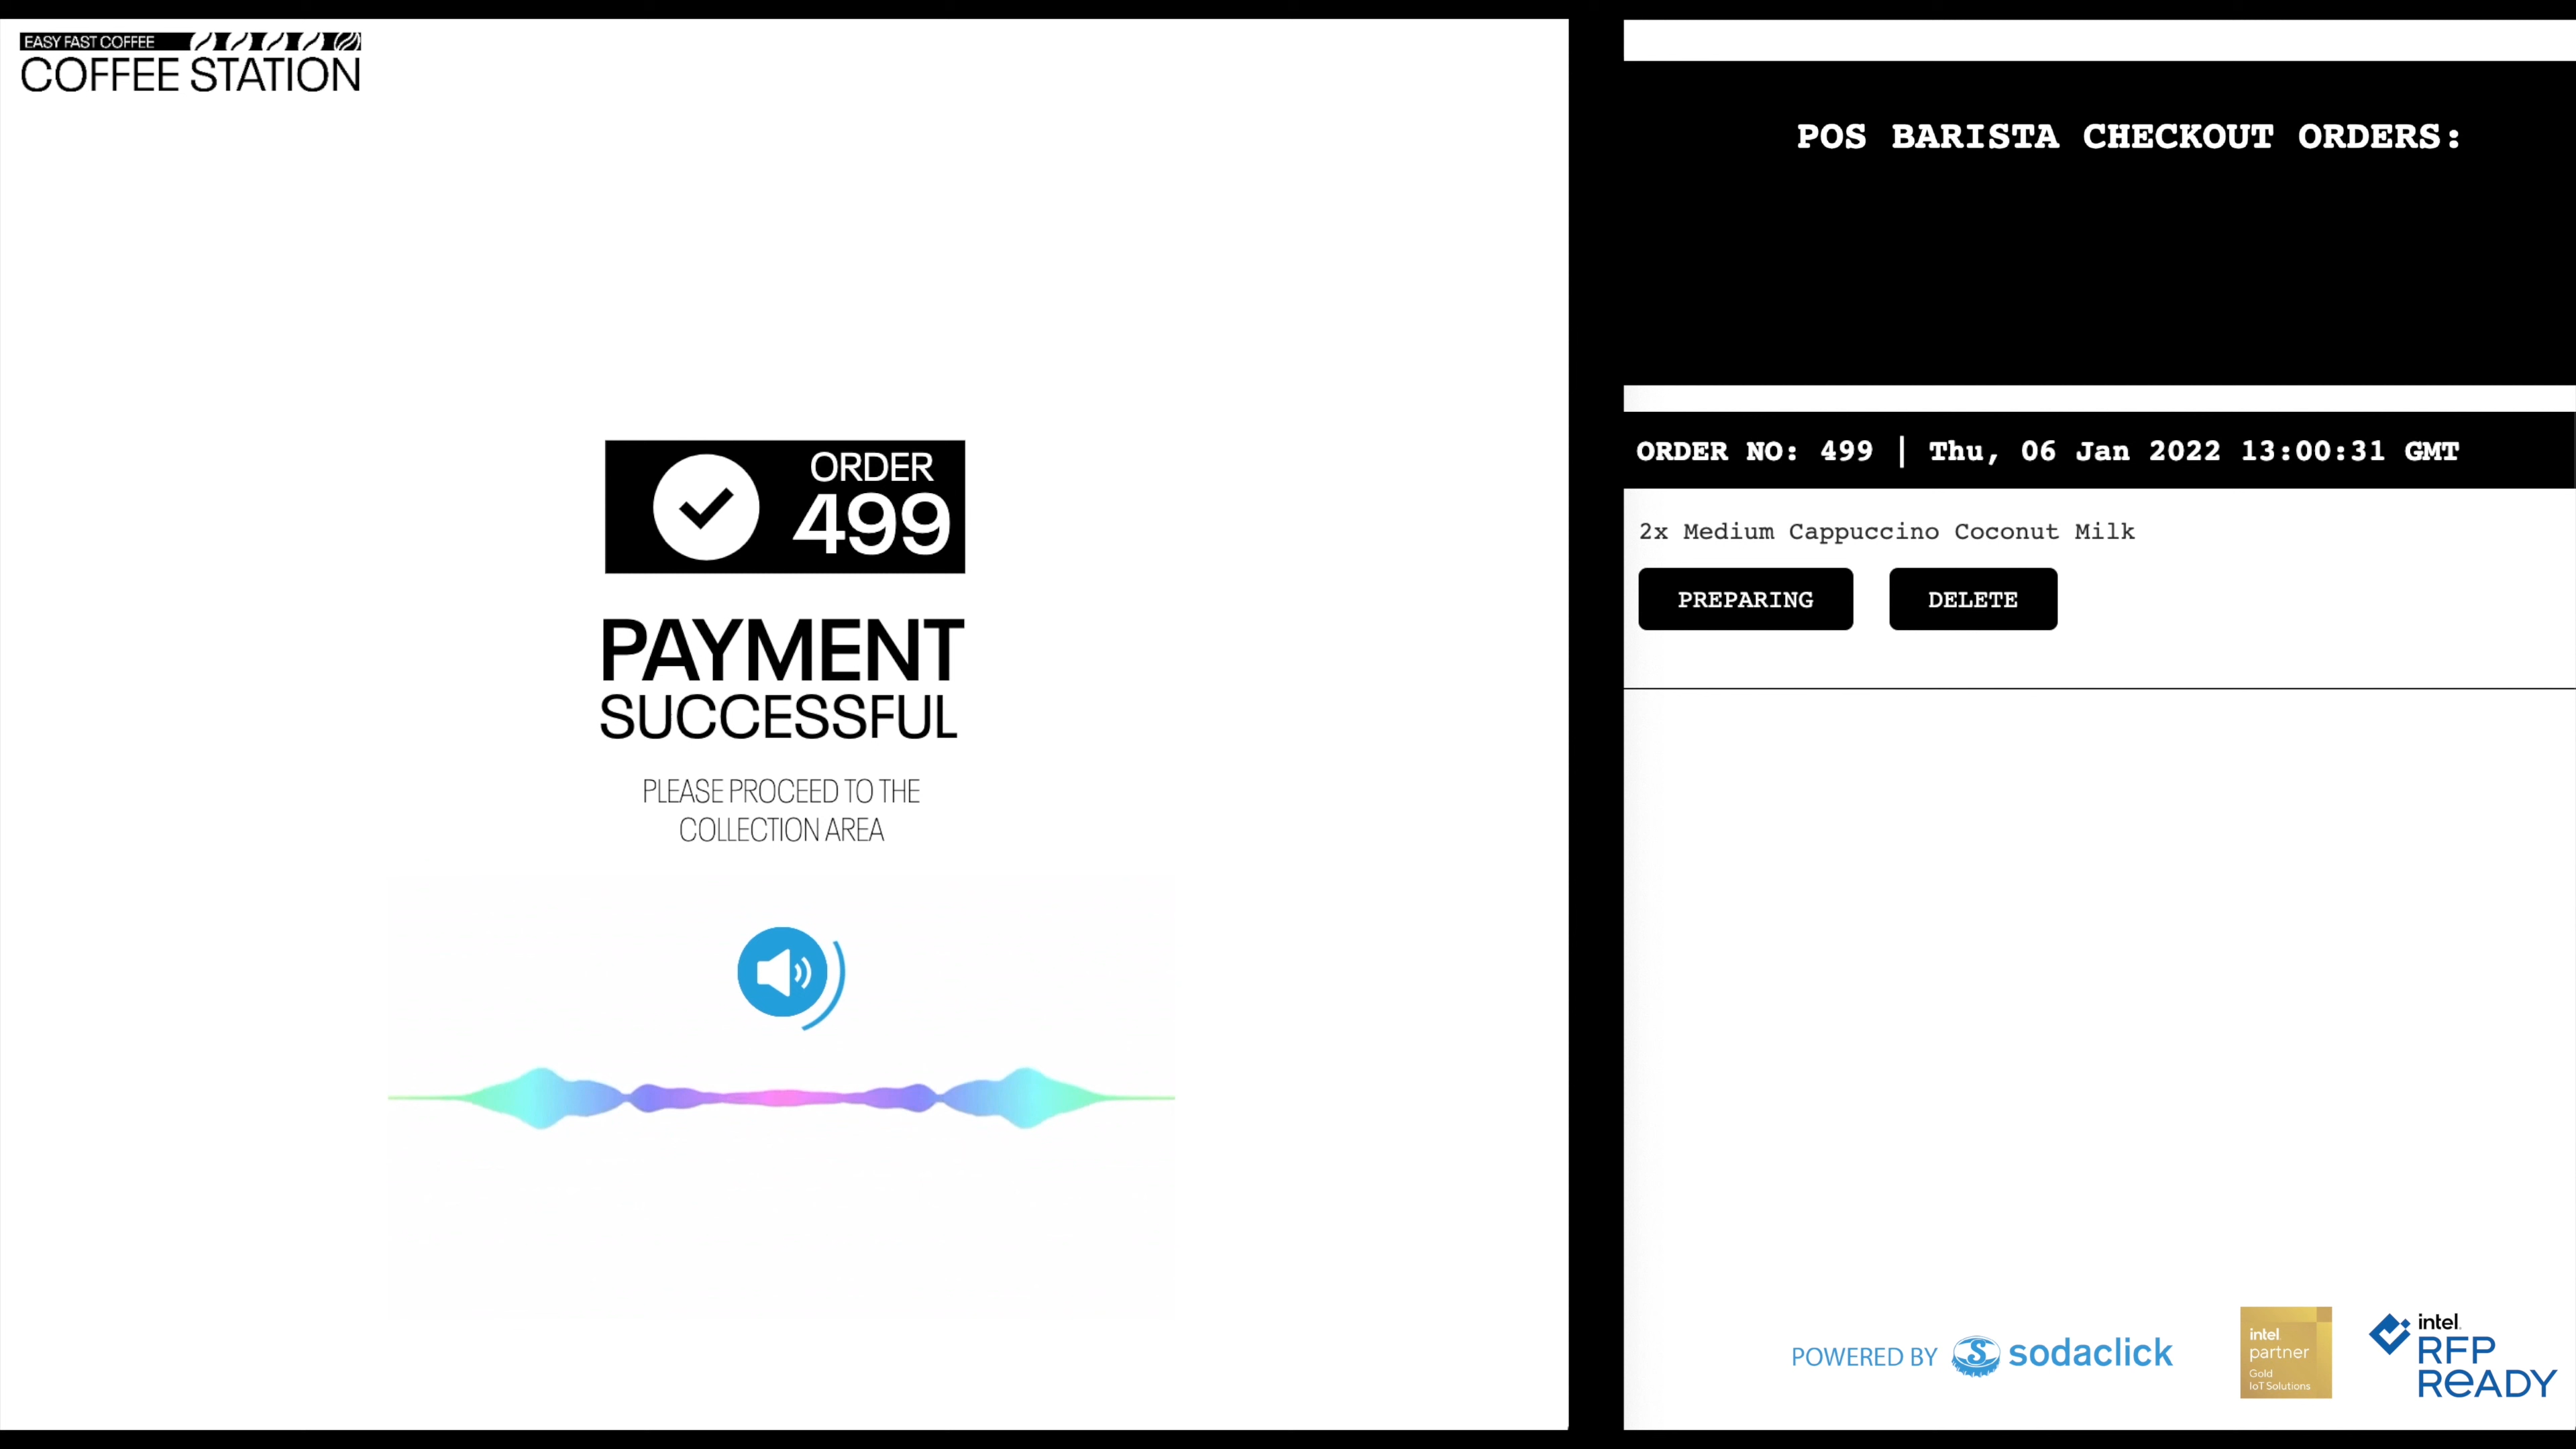 EASY FAST COFFEE
COFFEE STATION
ORDER
499
PAYMENT
SUCCESSFUL
PLEASE PROCEED TO THE
COLLECTION AREA
POS BARISTA CHECKOUT ORDERS:
ORDER NO: 499 | Thu, 06 Jan 2022 13:00:31 GMT
2x Medium Cappuccino Coconut Milk
PREPARING DELETE
POWERED BY S sodaclick
intel
partner
Gold
IoT Solutions
intel.
RFP
READY